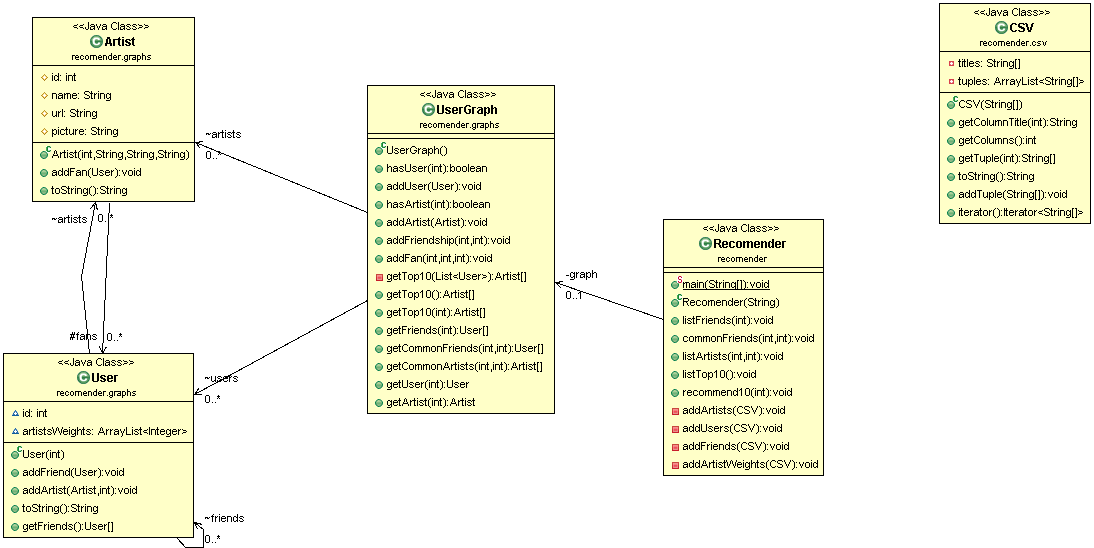 <<Java Class>>
Artist
recomender.graphs
id: int
name: String
url: String
picture: String
Artist(int,String,String,String)
addFan(User):void
toString():String
~artists
0..*
#fans
0..*
<<Java Class>>
User
recomender.graphs
id: int
artistsWeights: ArrayList<Integer>
User(int)
addFriend(User):void
addArtist(Artist,int):void
toString():String
getFriends():User[]
~friends
0..*
~artists
0..*
~users
0..*
<<Java Class>>
UserGraph
recomender.graphs
UserGraph()
hasUser(int):boolean
addUser(User):void
hasArtist(int):boolean
addArtist(Artist):void
addFriendship(int,int):void
addFan(int,int,int):void
getTop10(List<User>):Artist[]
getTop10():Artist[]
getTop10(int):Artist[]
getFriends(int):User[]
getCommonFriends(int,int):User[]
getCommonArtists(int,int):Artist[]
getUser(int):User
getArtist(int):Artist
-graph
0..1
<<Java Class>>
Recomender
recomender
main(String[]):void
Recomender(String)
listFriends(int):void
commonFriends(int,int):void
listArtists(int,int):void
listTop10():void
recommend10(int):void
addArtists(CSV):void
addUsers(CSV):void
addFriends(CSV):void
addArtistWeights(CSV):void
<<Java Class>>
CSV
recomender.csv
titles: String[]
tuples: ArrayList<String[]>
CSV(String[])
getColumnTitle(int):String
getColumns():int
getTuple(int):String[]
toString():String
addTuple(String[]):void
iterator():Iterator<String[]>